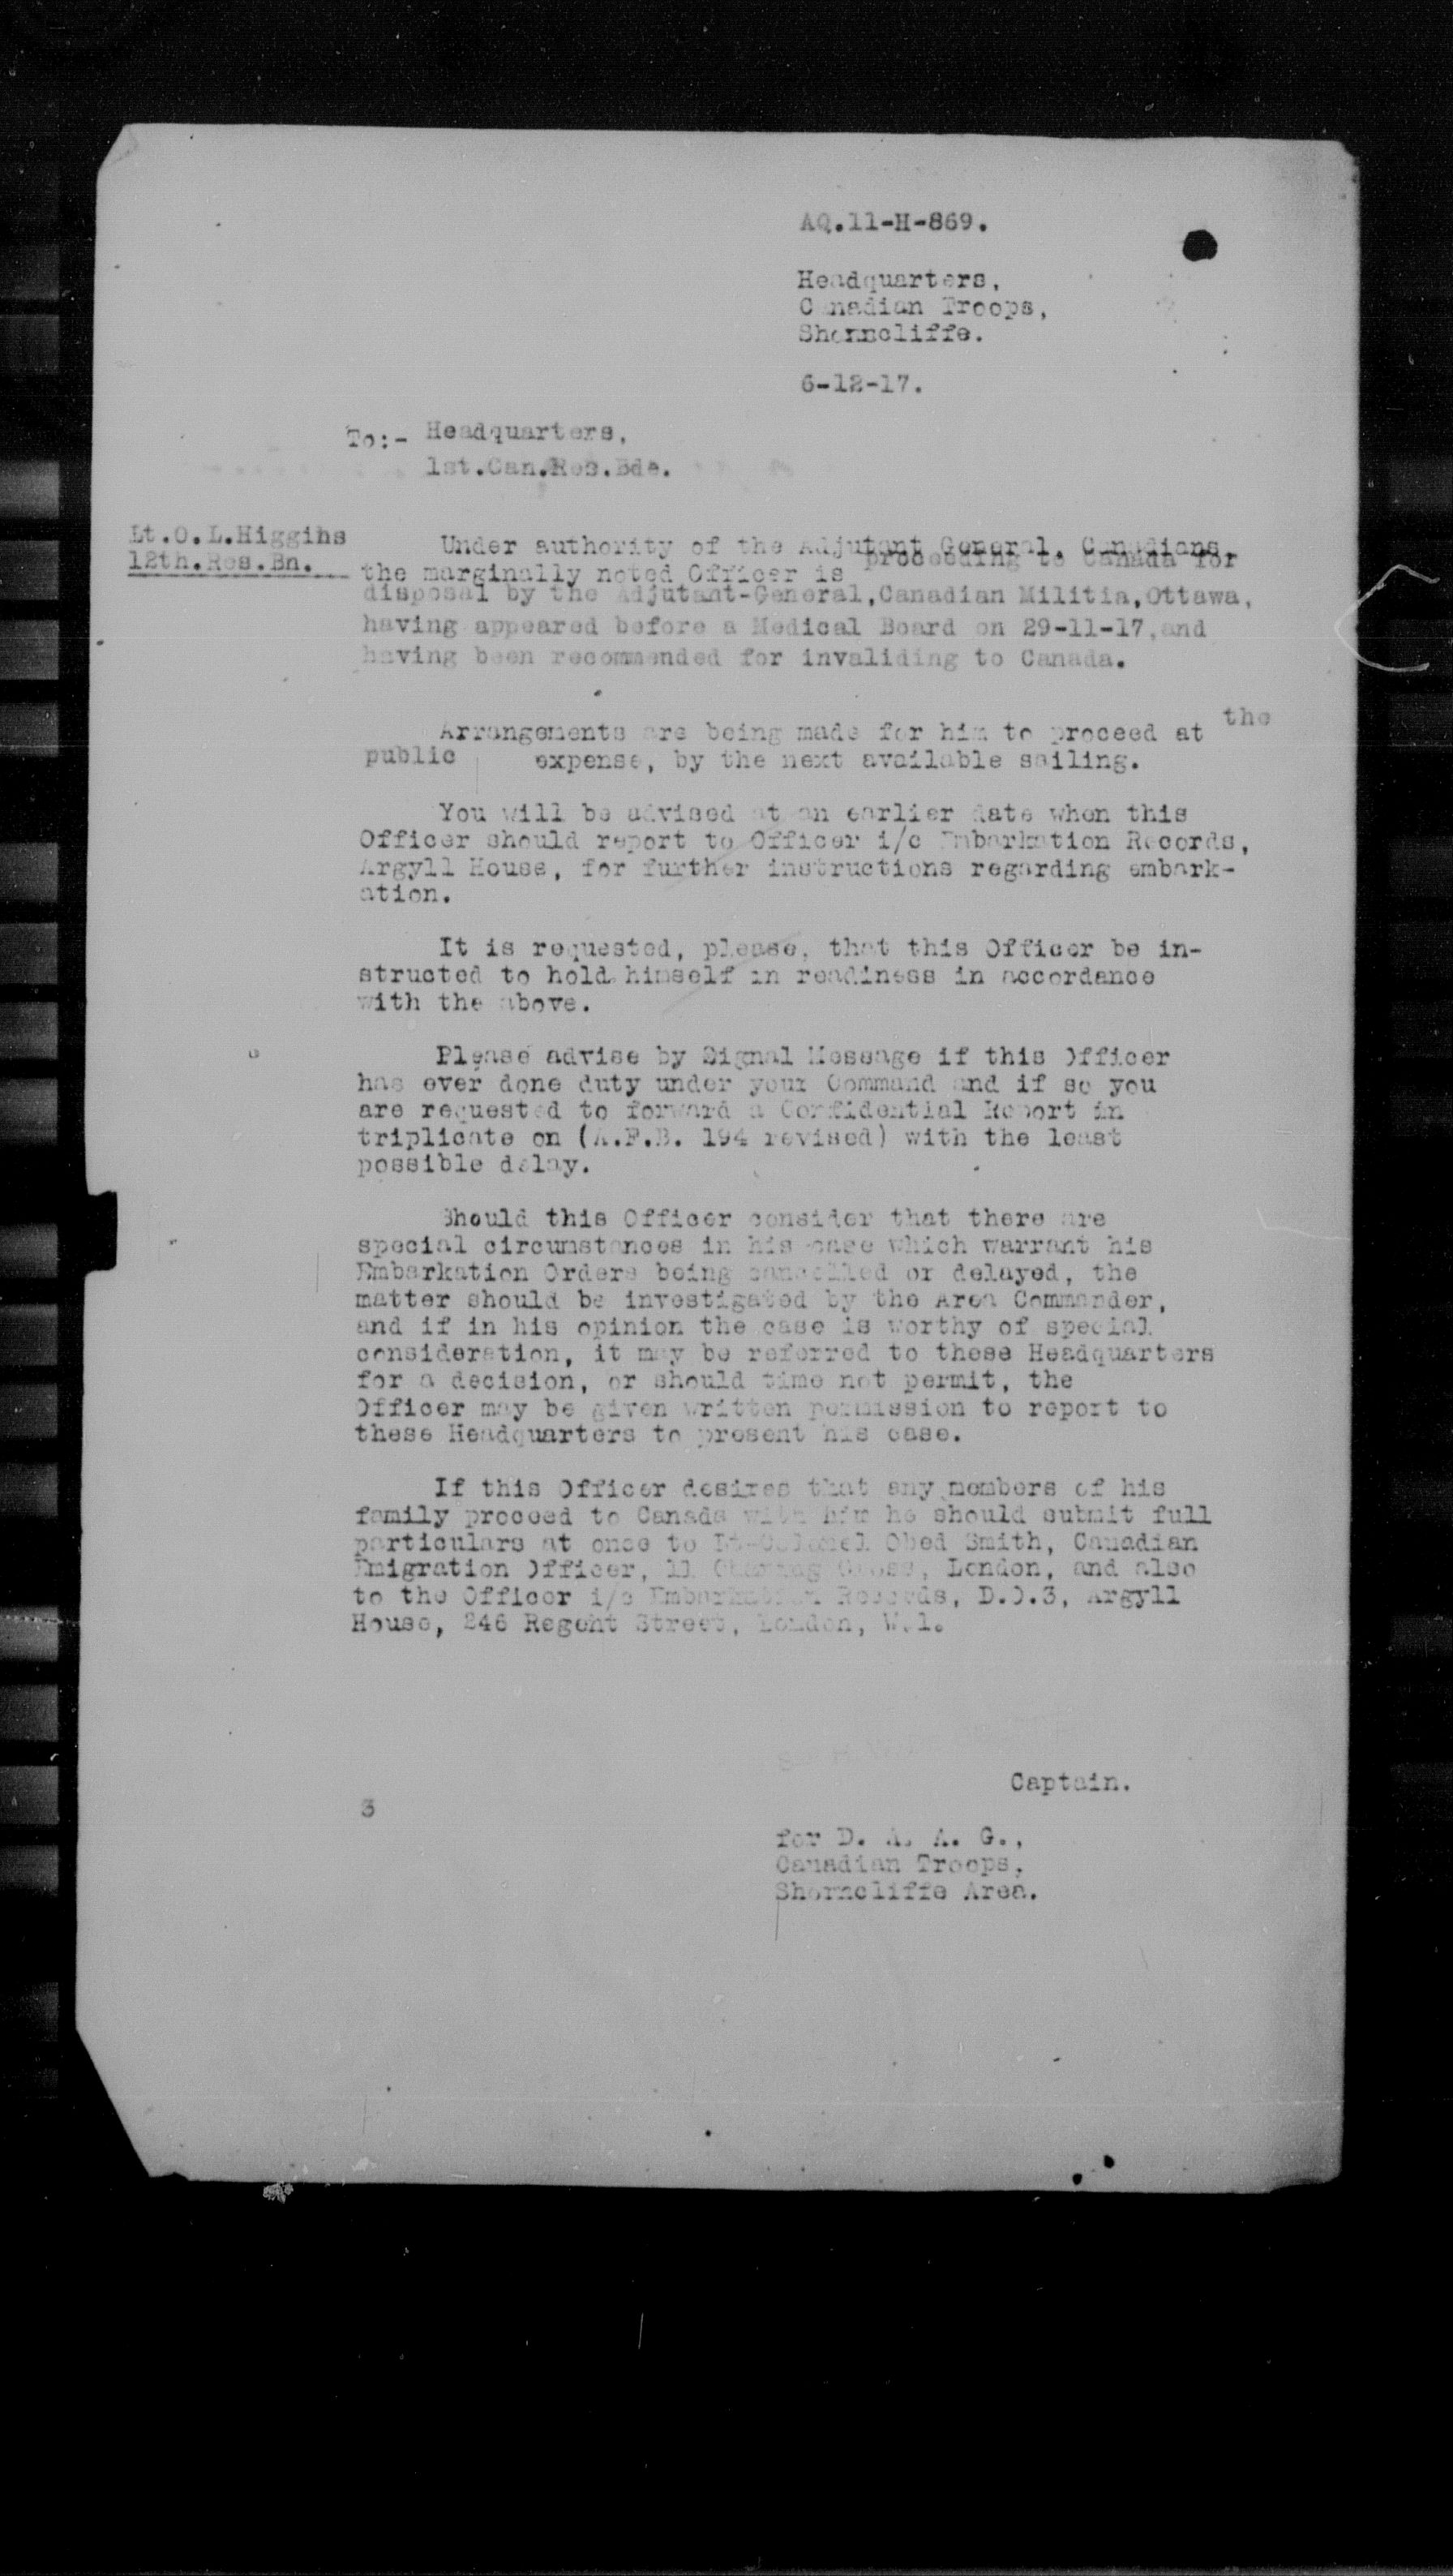 AQ.11-H-869.
Headquarters,
Canadian Troops,
Shorncliffe.
6-12-17.
To:- Headquarters,
1st.Can.Res.Bde.
Lt.O.L.Higgins
12th.Res.Bn.
Under authority of the Adjutant General, Canadians,
the marginally noted Officer is proceeding to Canada for
disposal by the Adjutant-General,Canadian Militia,Ottawa,
having appeared before a Medical Board on 29-11-17,and
having been recommended for invaliding to Canada.
Arrangements are being made for him to proceed at the
public expense, by the next available sailing.
You will be advised at an earlier date when this
Officer should report to Officer i/c Embarkation Records,
Argyll House, for further instructions regarding embark-
ation.
It is requested, please, that this Officer be in-
structed to hold himself in readiness in accordance
with the above.
Please advise by Signal Message if this Officer
has ever done duty under your Command and if so you
are requested to forward a Confidential Report in
triplicate on (A.F.B. 194 revised) with the least
possible delay.
Should this Officer consider that there are
special circumstances in his case which warrant his
Embarkation Orders being cancelled or delayed, the
matter should be investigated by the Area Commander,
and if in his opinion the case is worthy of special
consideration, it may be referred to these Headquarters
for a decision, or should time not permit, the
Officer may be given written permission to report to
these Headquarters to present his case.
If this Officer desires that any members of his
family proceed to Canada with him he should submit full
particulars at once to Lt-Colonel Obed Smith, Canadian
Emigration Officer, 11 Charing Cross, London, and also
to the Officer i/c Embarkation Records, D.O.3, Argyll
House, 246 Regent Street, London, W.1.
Captain.
3
for D. A. A. G.,
Canadian Troops,
Shorncliffe Area.